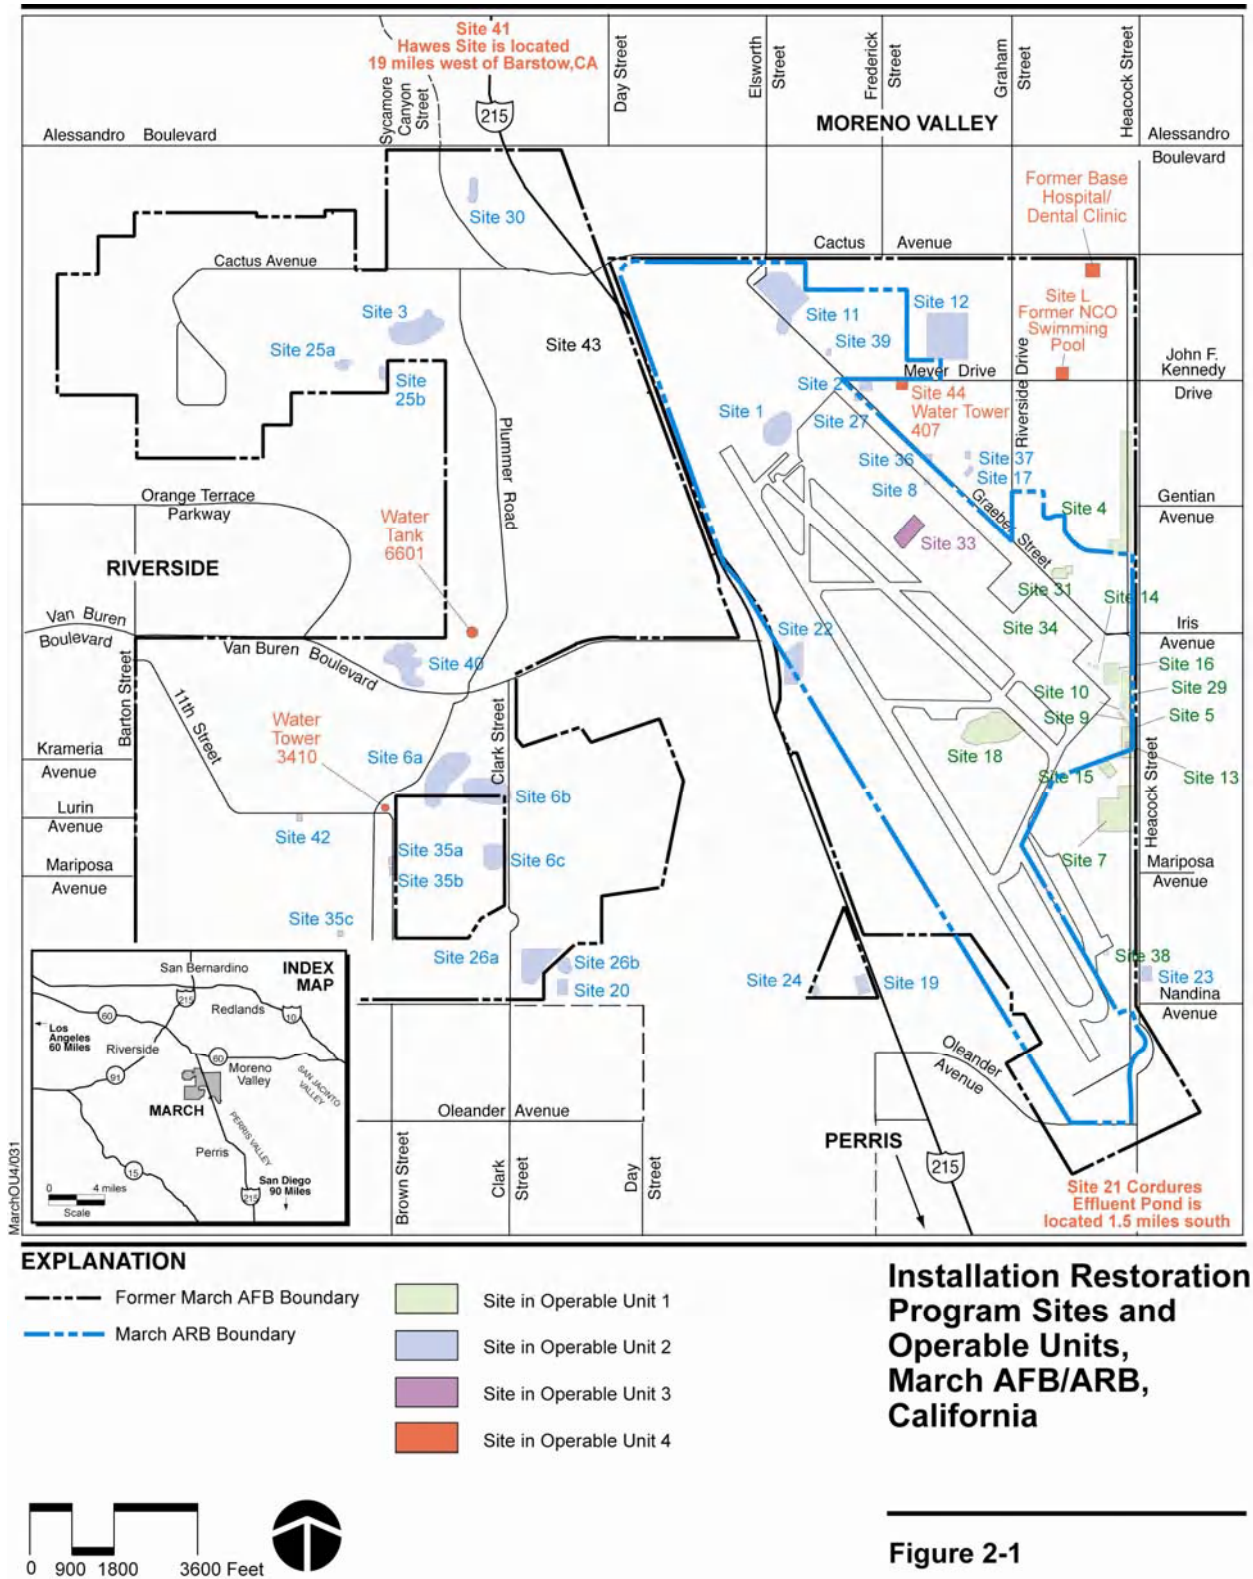 Site 41
Hawes Site is located
19 miles west of Barstow,CA
Sycamore
Canyon
Street
215
Day Street
Elsworth
Street
Frederick
Street
Graham
Street
Heacock Street
MORENO VALLEY
Alessandro Boulevard
Alessandro
Boulevard
Former Base
Hospital/
Dental Clinic
Site 30
Cactus Avenue
Cactus Avenue
Site 3
Site 25a
Site
25b
Site 43
Site 11
Site 12
Site 39
Site L
Former NCO
Swimming
Pool
John F.
Kennedy
Drive
Meyer Drive
Riverside Drive
Site 2
Site 44
Water Tower
407
Site 1
Site 27
Site 36
Site 37
Site 17
Site 8
Graeber Street
Site 4
Gentian
Avenue
Plummer Road
Orange Terrace
Parkway
Water
Tank
6601
RIVERSIDE
Site 33
Site 31
Site 14
Site 34
Iris
Avenue
Van Buren
Boulevard
Van Buren Boulevard
Site 40
Site 22
Site 16
Site 10
Site 29
Site 9
Site 5
Barton Street
11th Street
Clark Street
Water
Tower
3410
Krameria
Avenue
Site 6a
Site 18
Site 15
Site 13
Site 6b
Lurin
Avenue
Site 42
Heacock Street
Mariposa
Avenue
Site 35a
Site 35b
Site 6c
Site 7
Mariposa
Avenue
Site 35c
Site 26a
Site 26b
Site 20
Site 24
Site 19
Site 38
Site 23
Nandina
Avenue
INDEX
MAP
San Bernardino
215
Redlands
10
60
Los
Angeles
60 Miles
Riverside
60
Moreno
Valley
91
SAN JACINTO
VALLEY
MARCH
PERRIS VALLEY
Perris
15
215
San Diego
90 Miles
0 4 miles
Scale
MarchOU4/031
Oleander
Avenue
Oleander Avenue
Brown Street
Clark
Street
Day
Street
PERRIS
215
Site 21 Cordures
Effluent Pond is
located 1.5 miles south
EXPLANATION
Former March AFB Boundary
March ARB Boundary
Site in Operable Unit 1
Site in Operable Unit 2
Site in Operable Unit 3
Site in Operable Unit 4
Installation Restoration
Program Sites and
Operable Units,
March AFB/ARB,
California
0 900 1800 3600 Feet
Figure 2-1